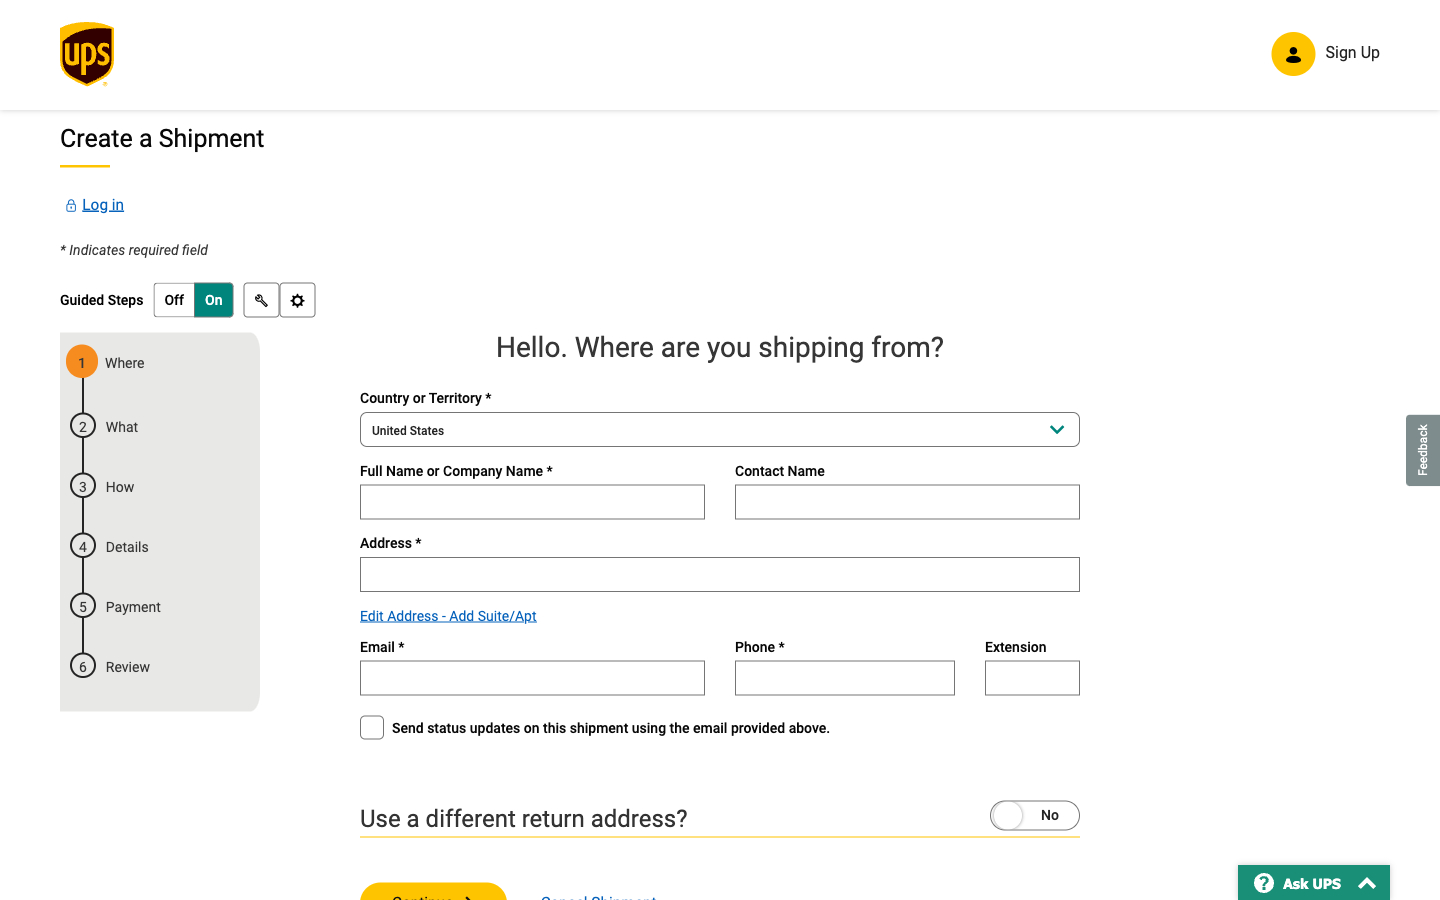 ups
Sign Up
Create a Shipment
Log in
* Indicates required field
Guided Steps
Off
On
1
Where
2
What
3
How
4
Details
5
Payment
6
Review
Hello. Where are you shipping from?
Country or Territory *
United States
Full Name or Company Name *
Contact Name
Address *
Edit Address - Add Suite/Apt
Email *
Phone *
Extension
Send status updates on this shipment using the email provided above.
Use a different return address?
No
Continue
Cancel Shipment
Feedback
Ask UPS